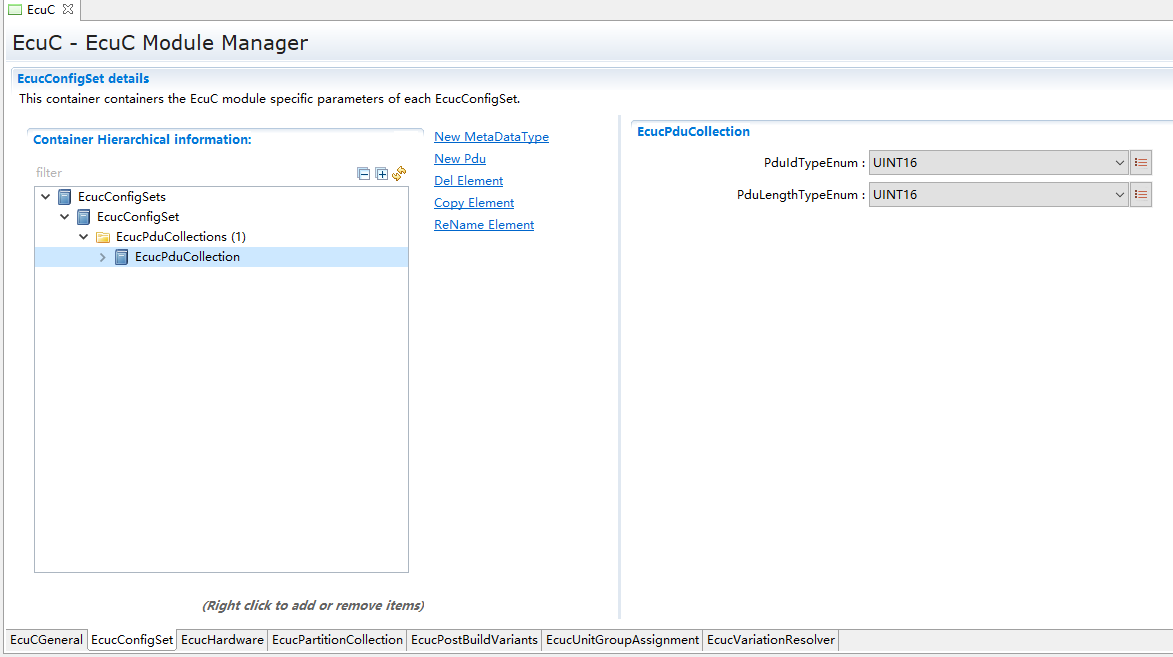 EcuC
EcuC - EcuC Module Manager
EcucConfigSet details
This container containers the EcuC module specific parameters of each EcucConfigSet.
Container Hierarchical information:
filter
EcucConfigSets
EcucConfigSet
EcucPduCollections (1)
EcucPduCollection
(Right click to add or remove items)
New MetaDataType
New Pdu
Del Element
Copy Element
ReName Element
EcucPduCollection
PduIdTypeEnum : UINT16
PduLengthTypeEnum : UINT16
EcuCGeneral EcucConfigSet EcucHardware EcucPartitionCollection EcucPostBuildVariants EcucUnitGroupAssignment EcucVariationResolver